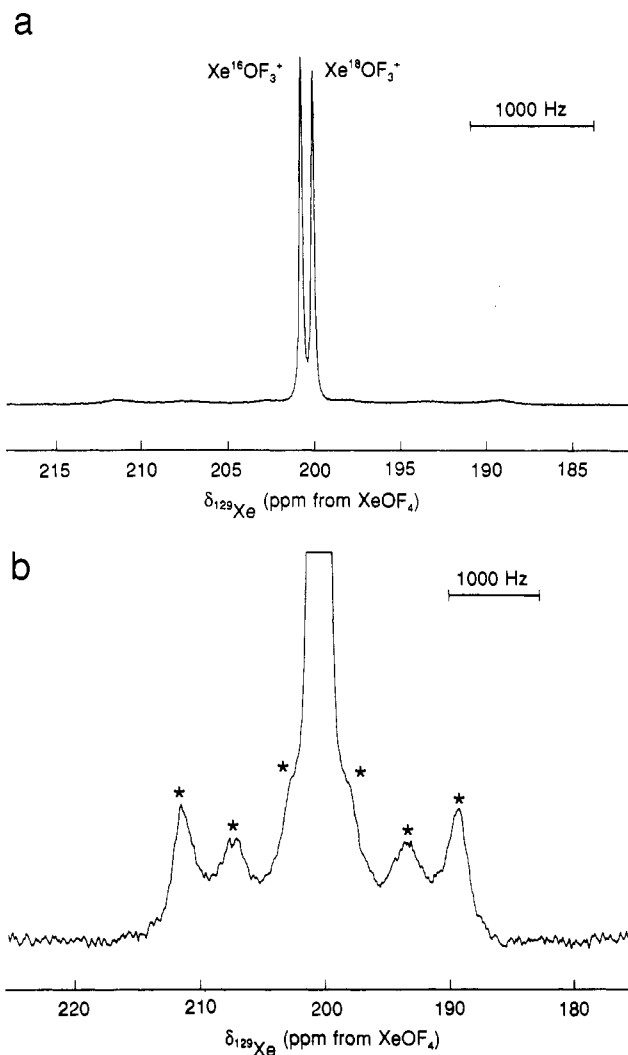 a
Xe¹⁶OF₃⁺ Xe¹⁸OF₃⁺
1000 Hz
215 210 205 200 195 190 185
δ₁₂₉Xe (ppm from XeOF₄)
b
1000 Hz
* * * * * *
220 210 200 190 180
δ₁₂₉Xe (ppm from XeOF₄)